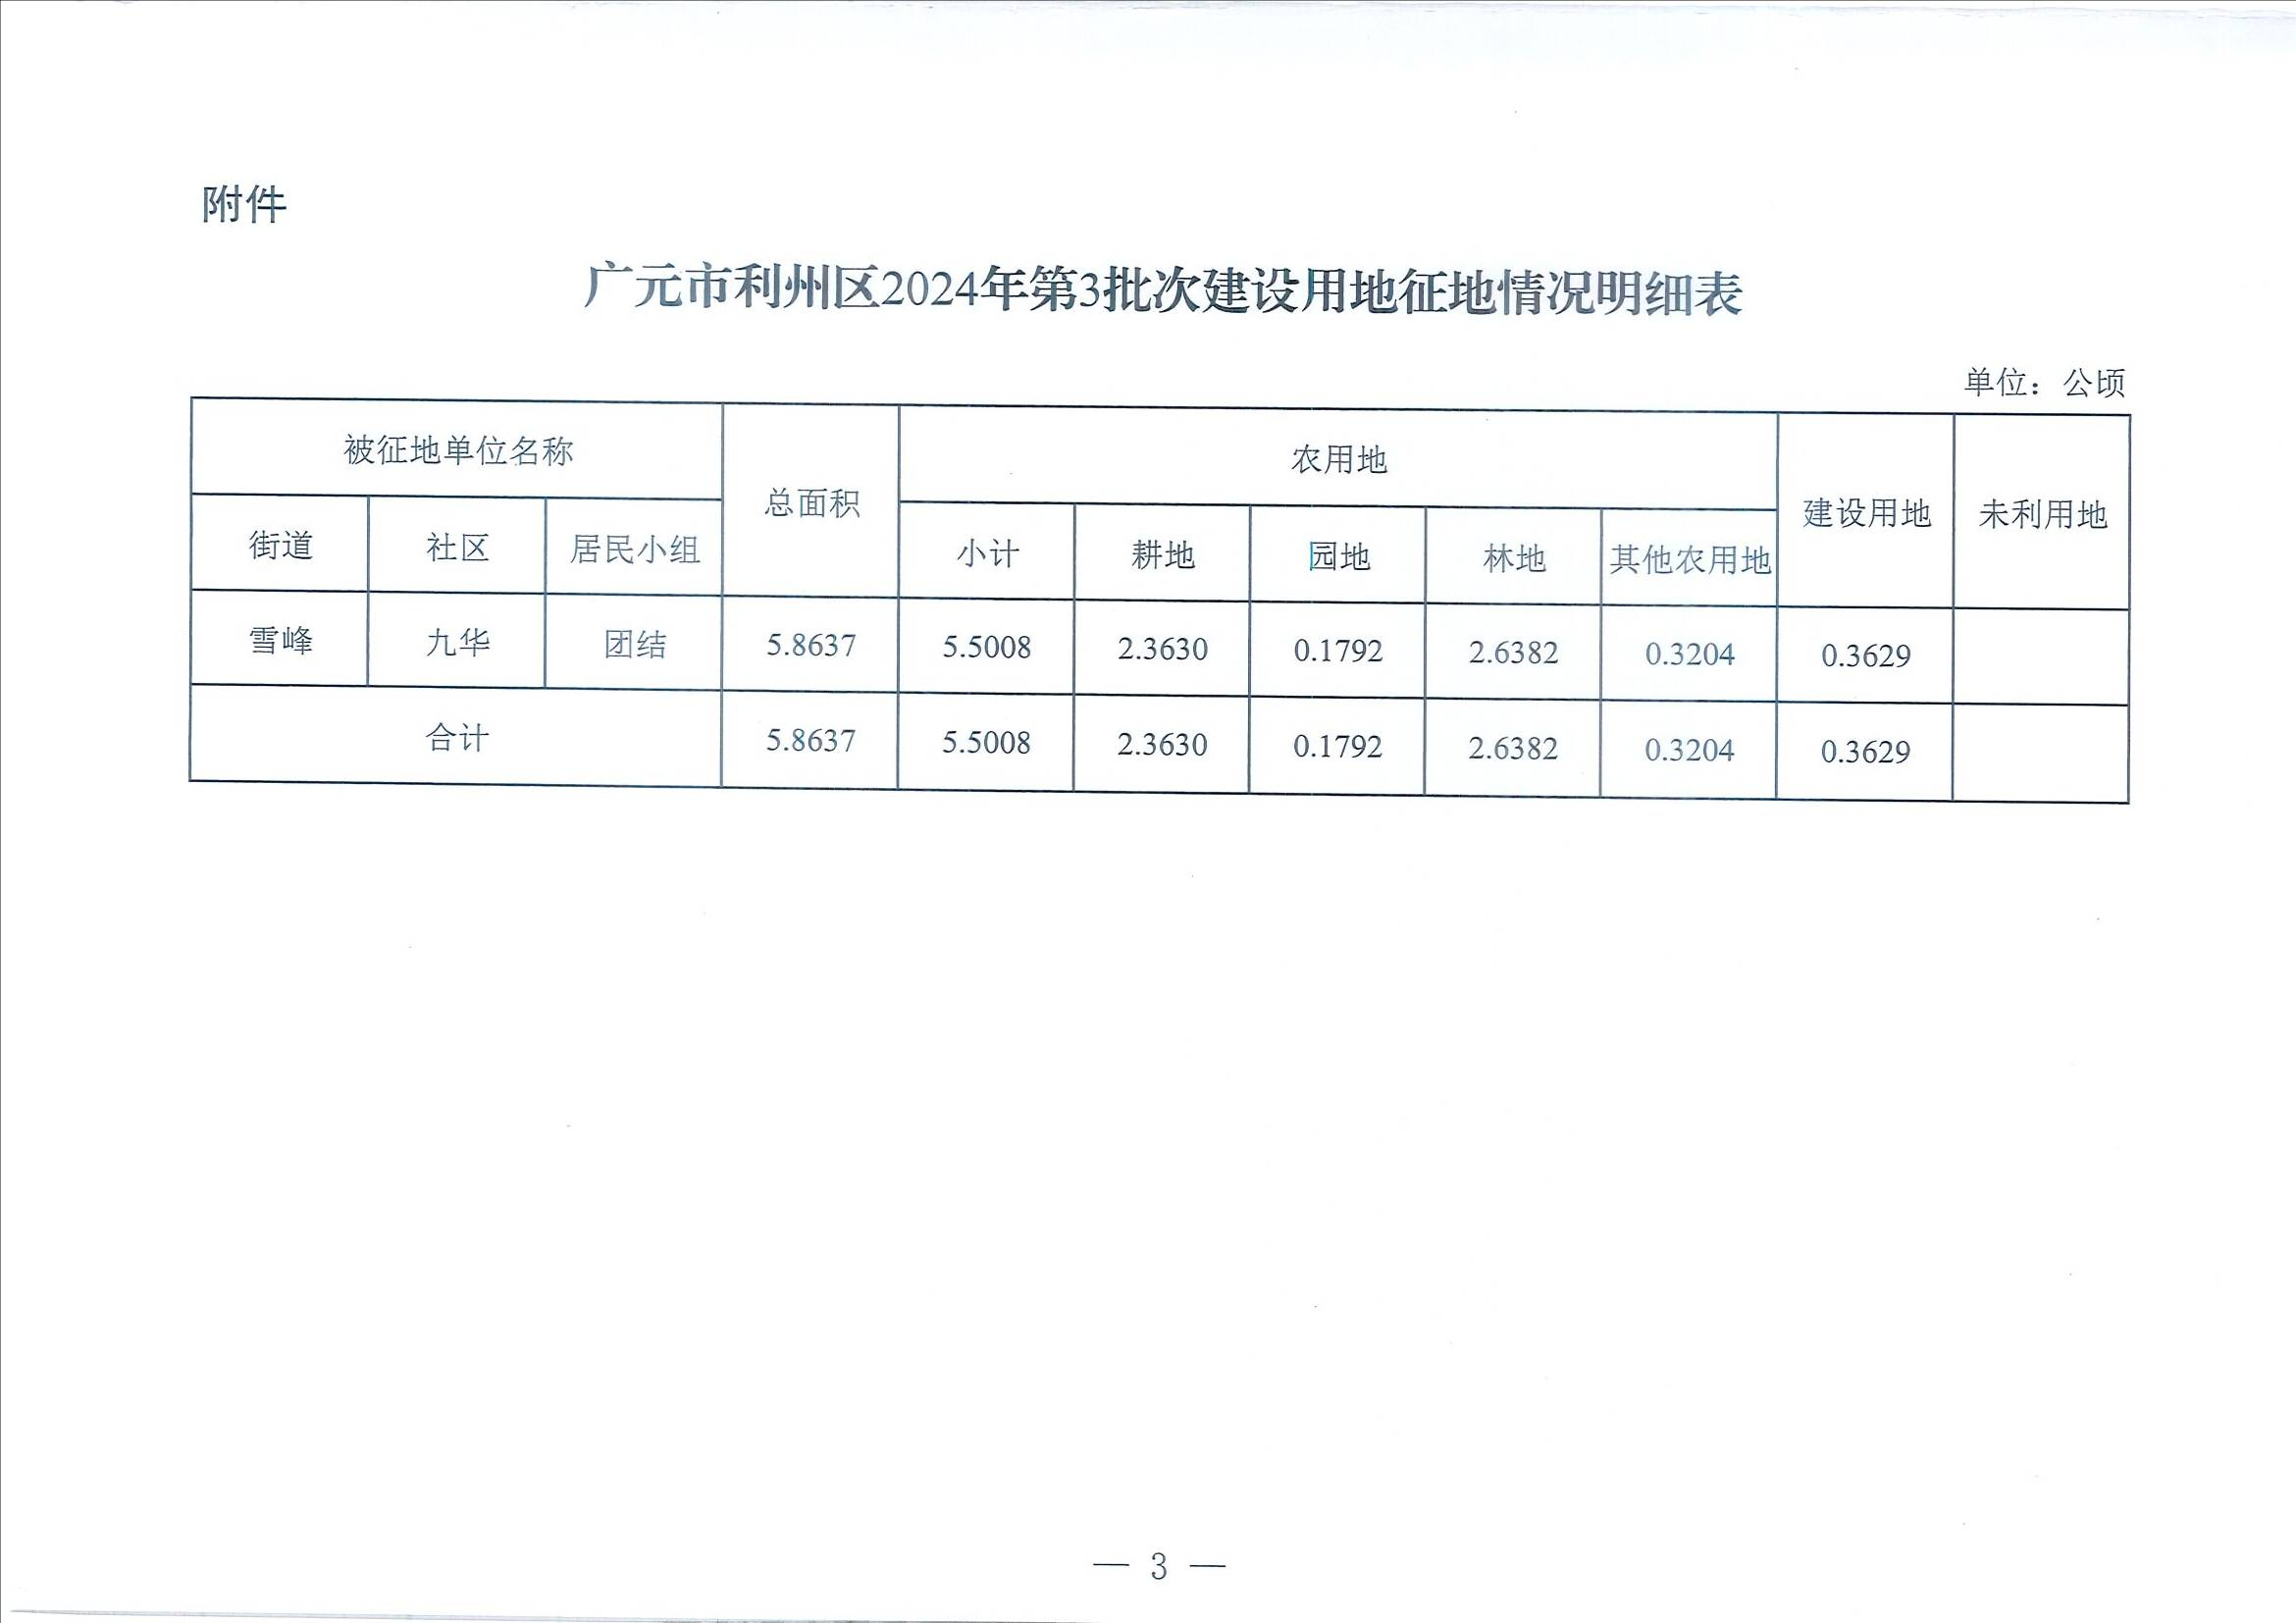 附件
广元市利州区2024年第3批次建设用地征地情况明细表
单位：公顷
被征地单位名称 总面积 农用地 建设用地 未利用地
街道 社区 居民小组 小计 耕地 园地 林地 其他农用地
雪峰 九华 团结 5.8637 5.5008 2.3630 0.1792 2.6382 0.3204 0.3629
合计 5.8637 5.5008 2.3630 0.1792 2.6382 0.3204 0.3629
— 3 —